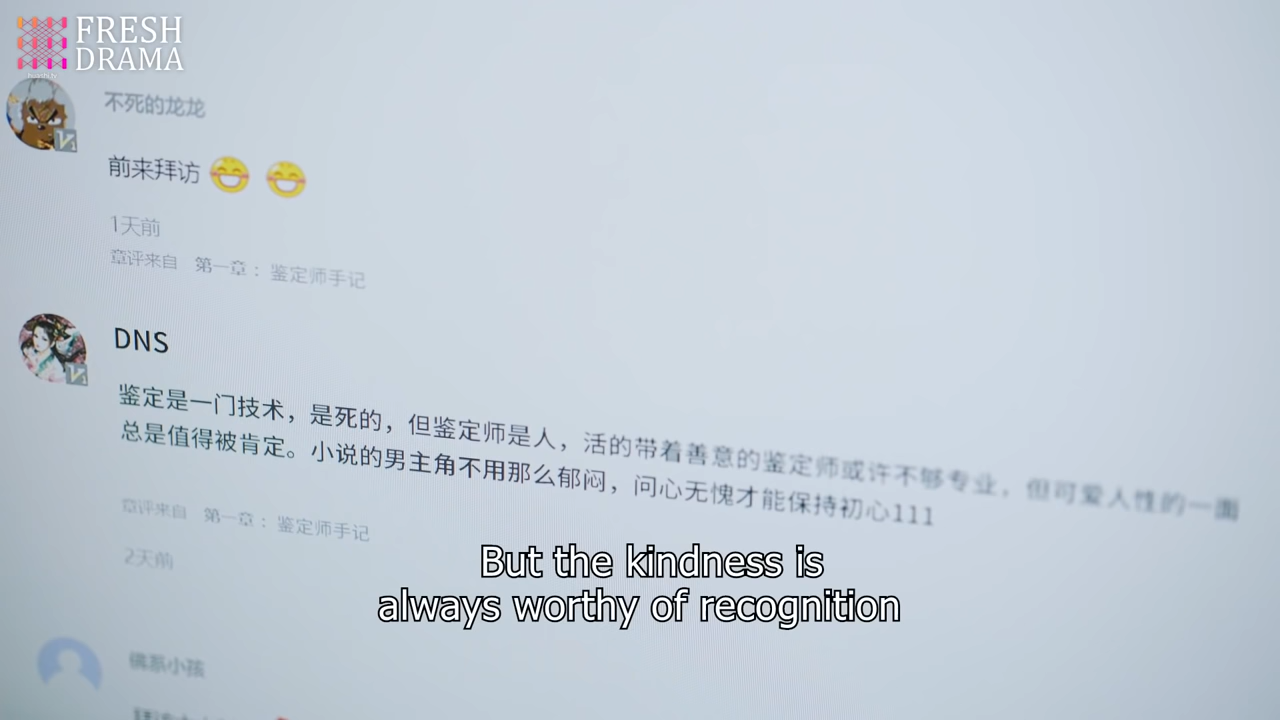 FRESH
DRAMA
不死的龙龙
前来拜访
1天前
章评来自 第一章：鉴定师手记
DNS
鉴定是一门技术，是死的，但鉴定师是人，活的带着善意的鉴定师或许不够专业，但可爱人性的一面
总是值得被肯定。小说的男主角不用那么郁闷，问心无愧才能保持初心111
章评来自 第一章：鉴定师手记
2天前
But the kindness is
always worthy of recognition
佛系小孩